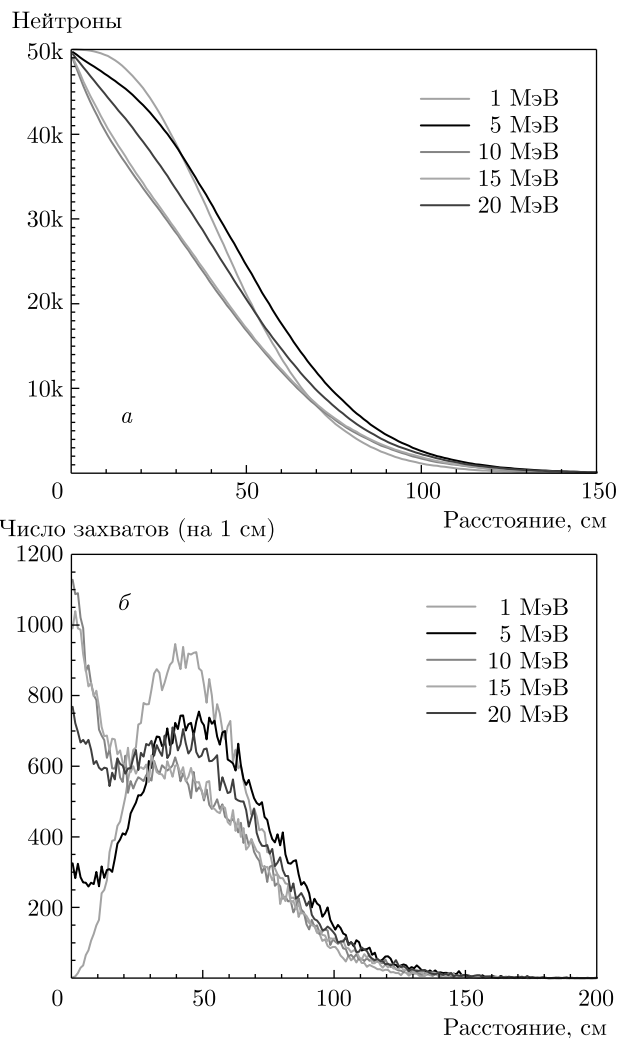 Нейтроны
50k
40k
30k
20k
10k
1 МэВ
5 МэВ
10 МэВ
15 МэВ
20 МэВ
а
0 50 100 150
Расстояние, см
Число захватов (на 1 см)
1200
1000
800
600
400
200
б
1 МэВ
5 МэВ
10 МэВ
15 МэВ
20 МэВ
0 50 100 150 200
Расстояние, см